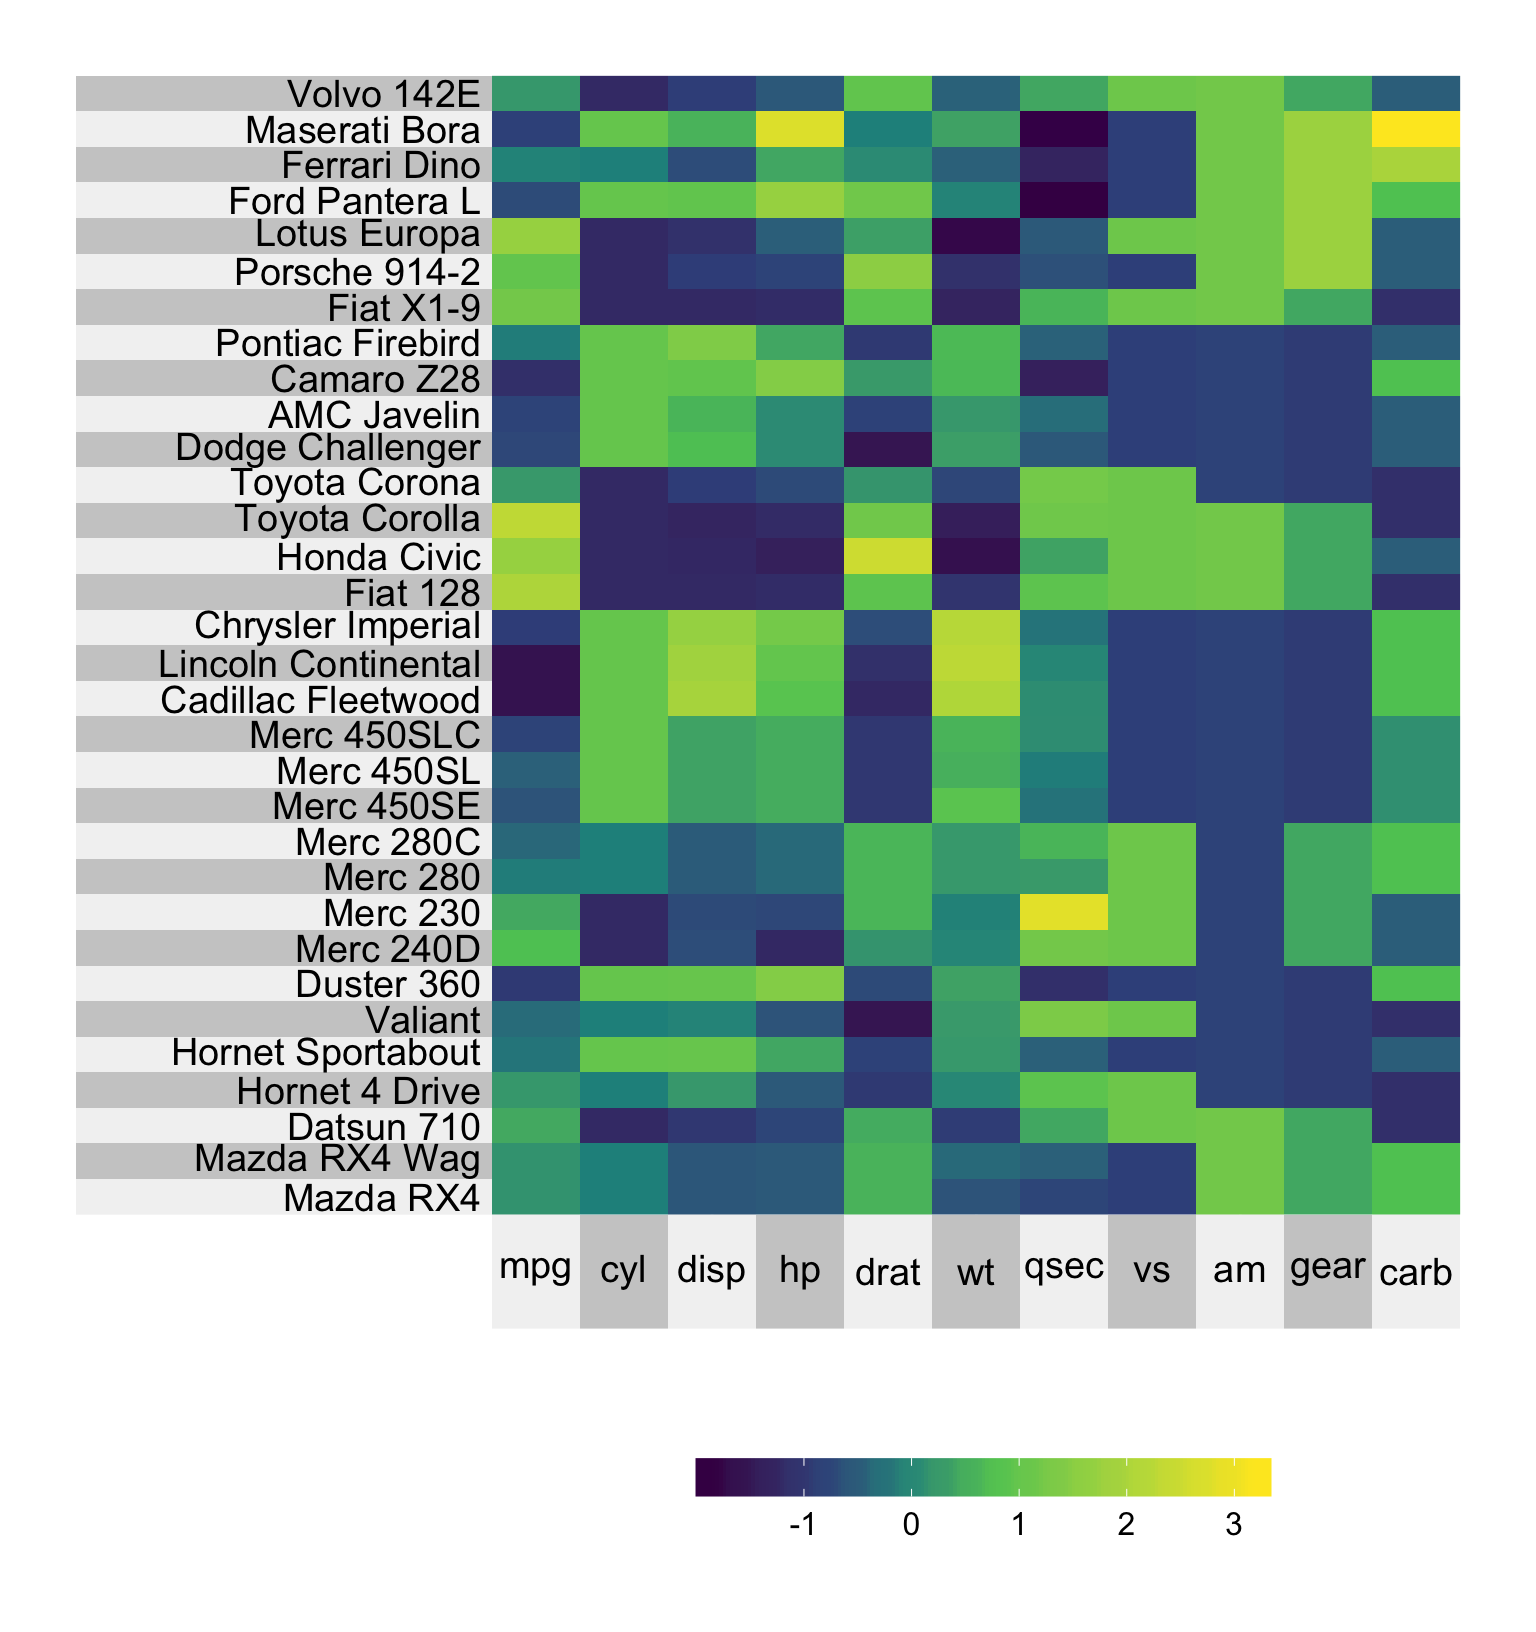 Volvo 142E
Maserati Bora
Ferrari Dino
Ford Pantera L
Lotus Europa
Porsche 914-2
Fiat X1-9
Pontiac Firebird
Camaro Z28
AMC Javelin
Dodge Challenger
Toyota Corona
Toyota Corolla
Honda Civic
Fiat 128
Chrysler Imperial
Lincoln Continental
Cadillac Fleetwood
Merc 450SLC
Merc 450SL
Merc 450SE
Merc 280C
Merc 280
Merc 230
Merc 240D
Duster 360
Valiant
Hornet Sportabout
Hornet 4 Drive
Datsun 710
Mazda RX4 Wag
Mazda RX4
mpg cyl disp hp drat wt qsec vs am gear carb
-1 0 1 2 3